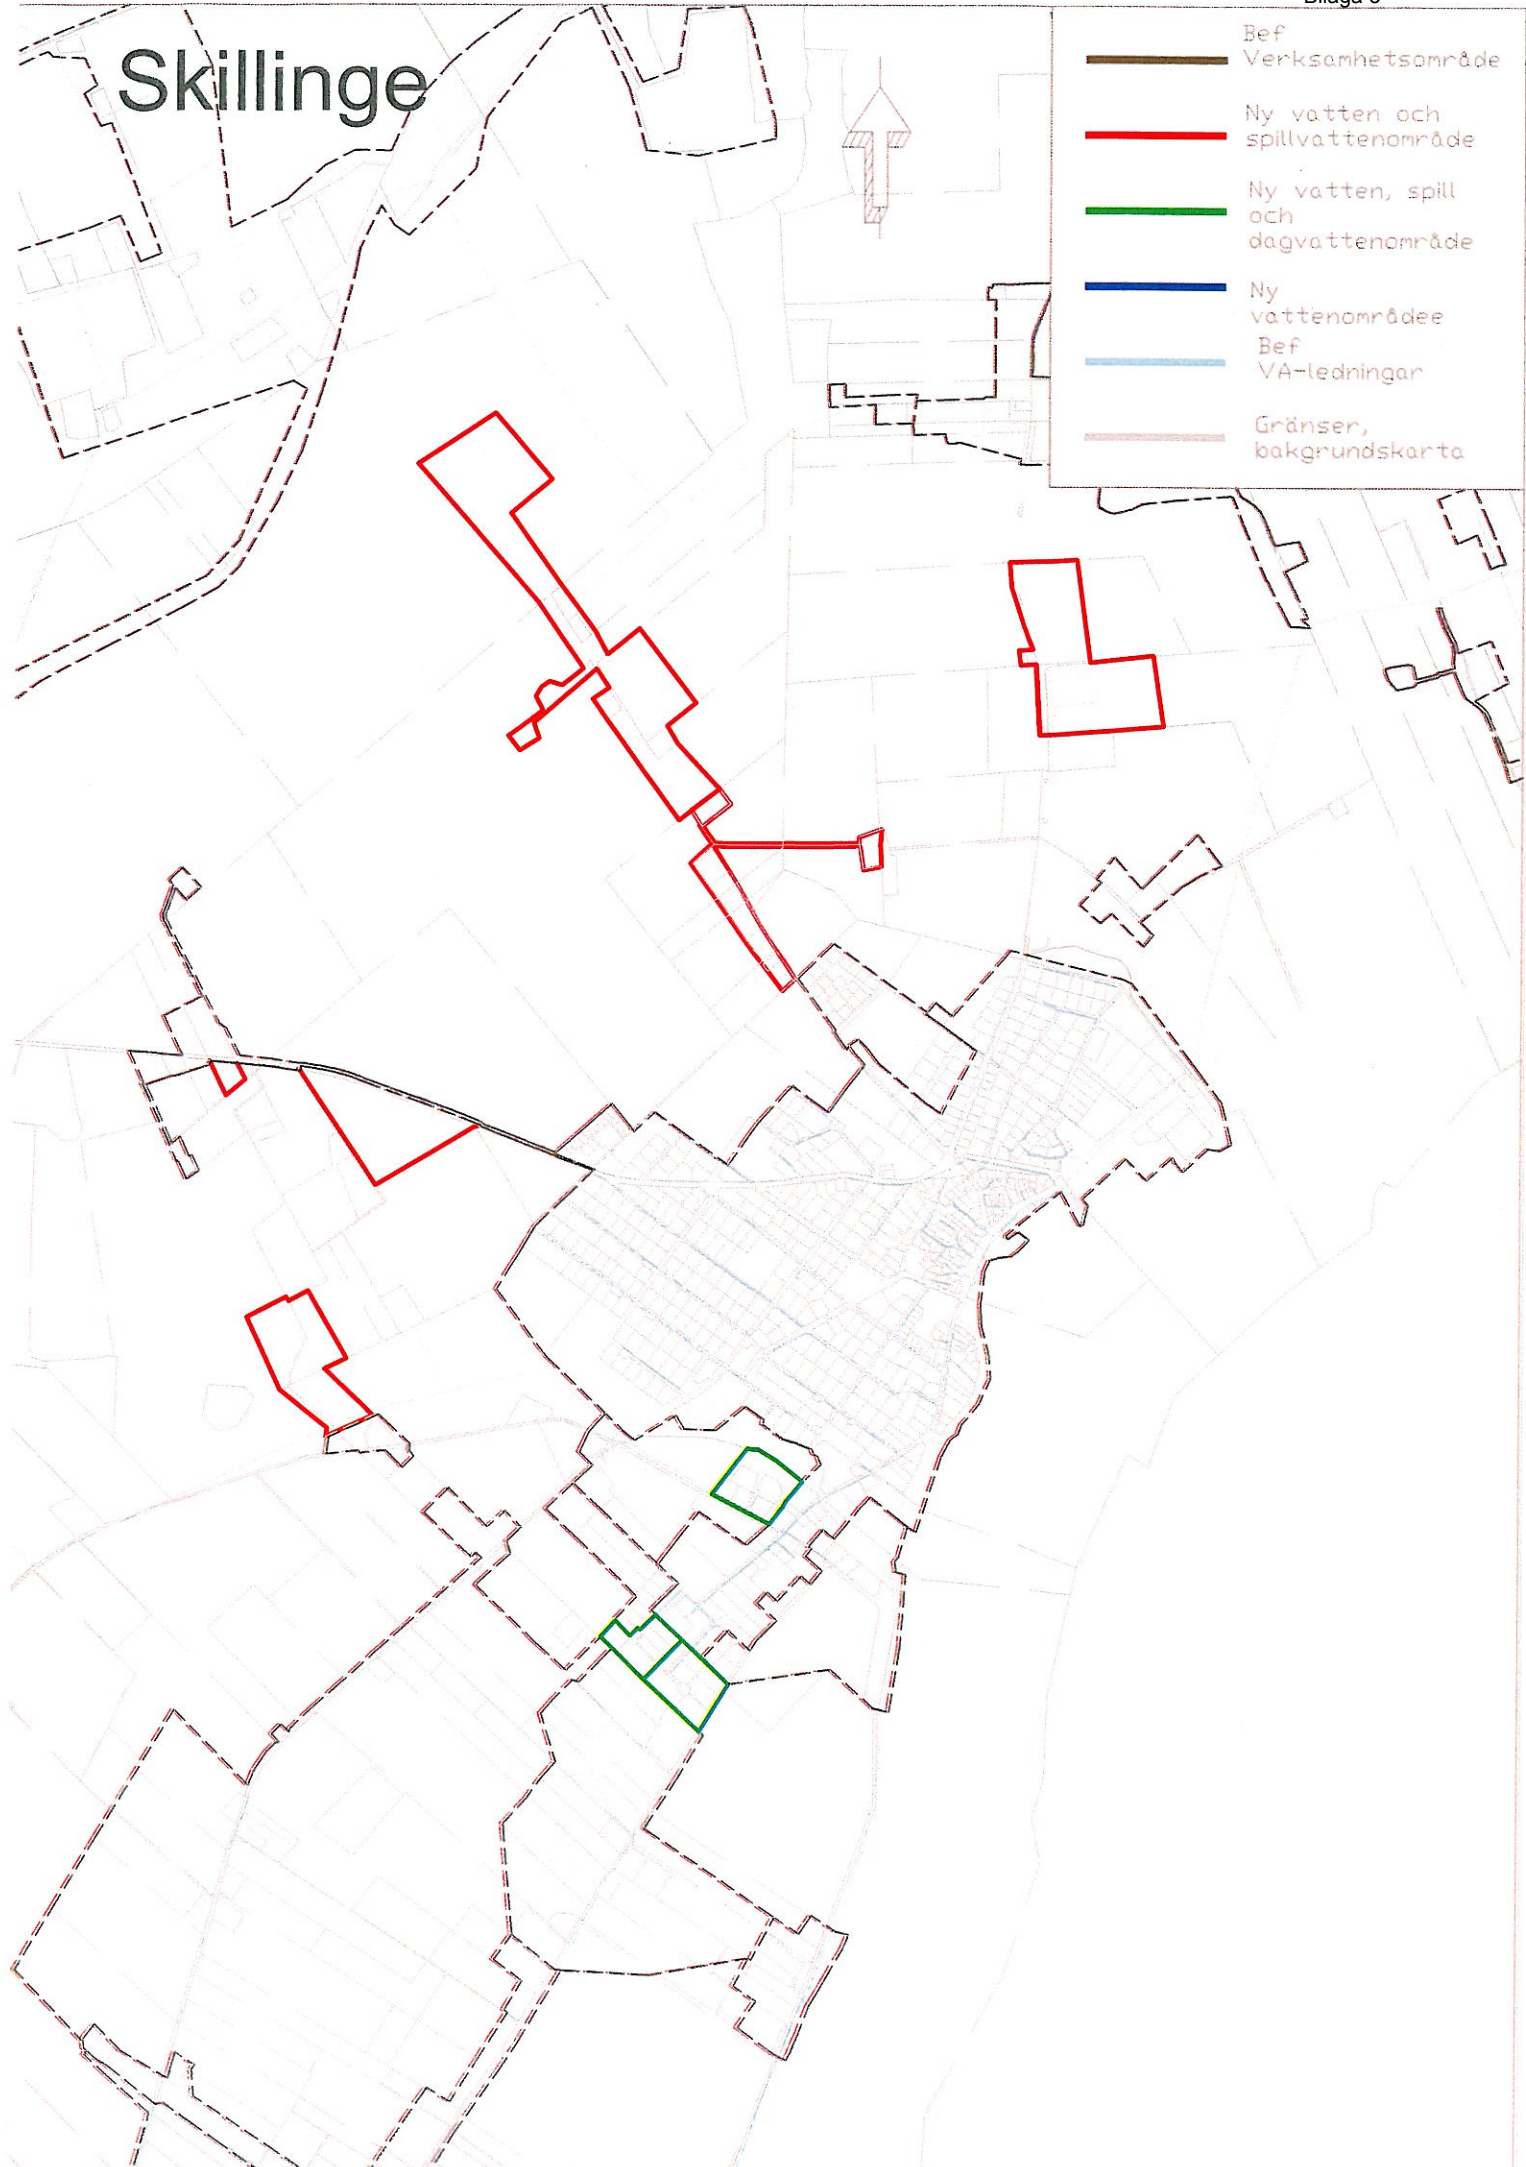 Skillinge
Bef
Verksamhetsområde
Ny vatten och
spillvattenområde
Ny vatten, spill
och
dagvattenområde
Ny
vattenområdee
Bef
VA-ledningar
Gränser,
bakgrundskarta